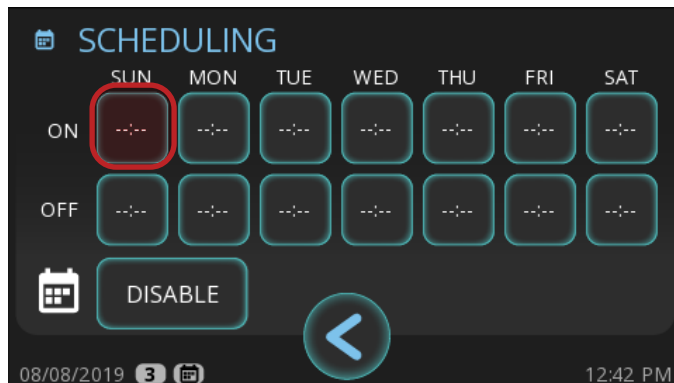 SCHEDULING
SUN MON TUE WED THU FRI SAT
ON --:-- --:-- --:-- --:-- --:-- --:-- --:--
OFF --:-- --:-- --:-- --:-- --:-- --:-- --:--
DISABLE
08/08/2019 3 12:42 PM